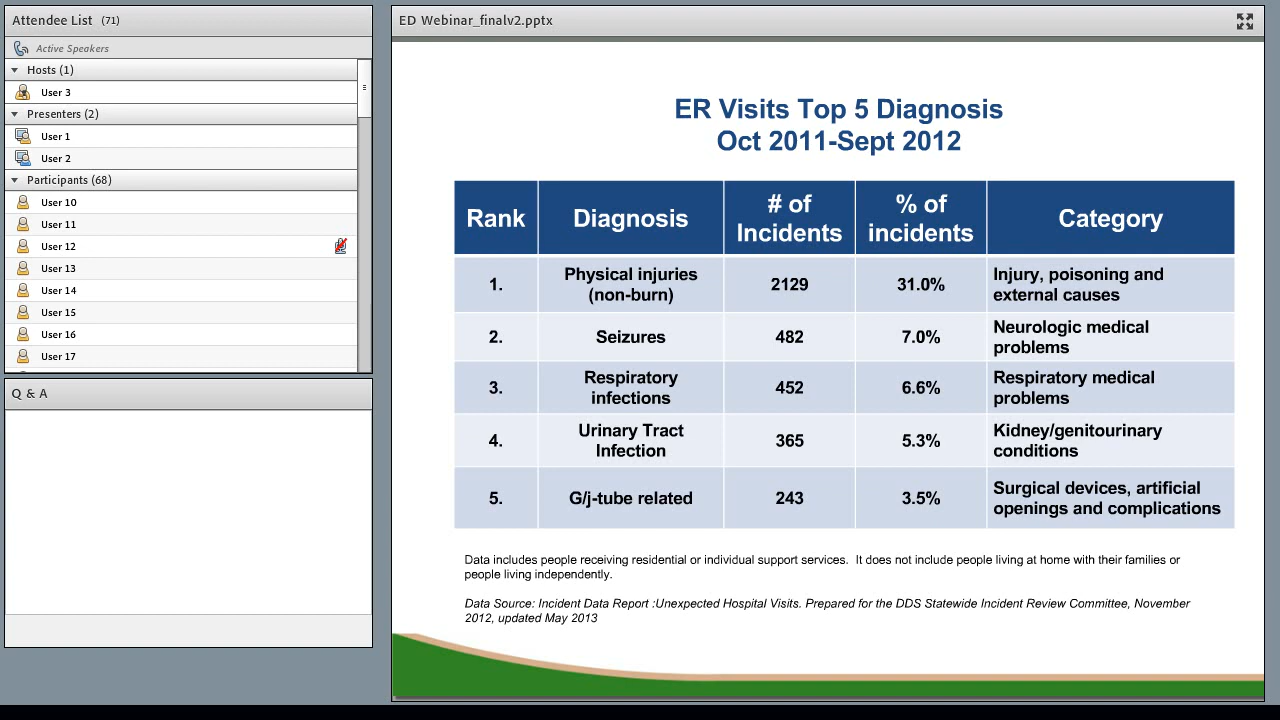 Attendee List (71)
Active Speakers
Hosts (1)
User 3
Presenters (2)
User 1
User 2
Participants (68)
User 10
User 11
User 12
User 13
User 14
User 15
User 16
User 17
Q & A
ED Webinar_finalv2.pptx
ER Visits Top 5 Diagnosis
Oct 2011-Sept 2012
Rank Diagnosis # of Incidents % of incidents Category
1. Physical injuries (non-burn) 2129 31.0% Injury, poisoning and external causes
2. Seizures 482 7.0% Neurologic medical problems
3. Respiratory infections 452 6.6% Respiratory medical problems
4. Urinary Tract Infection 365 5.3% Kidney/genitourinary conditions
5. G/j-tube related 243 3.5% Surgical devices, artificial openings and complications
Data includes people receiving residential or individual support services.  It does not include people living at home with their families or
people living independently.
Data Source: Incident Data Report :Unexpected Hospital Visits. Prepared for the DDS Statewide Incident Review Committee, November
2012, updated May 2013